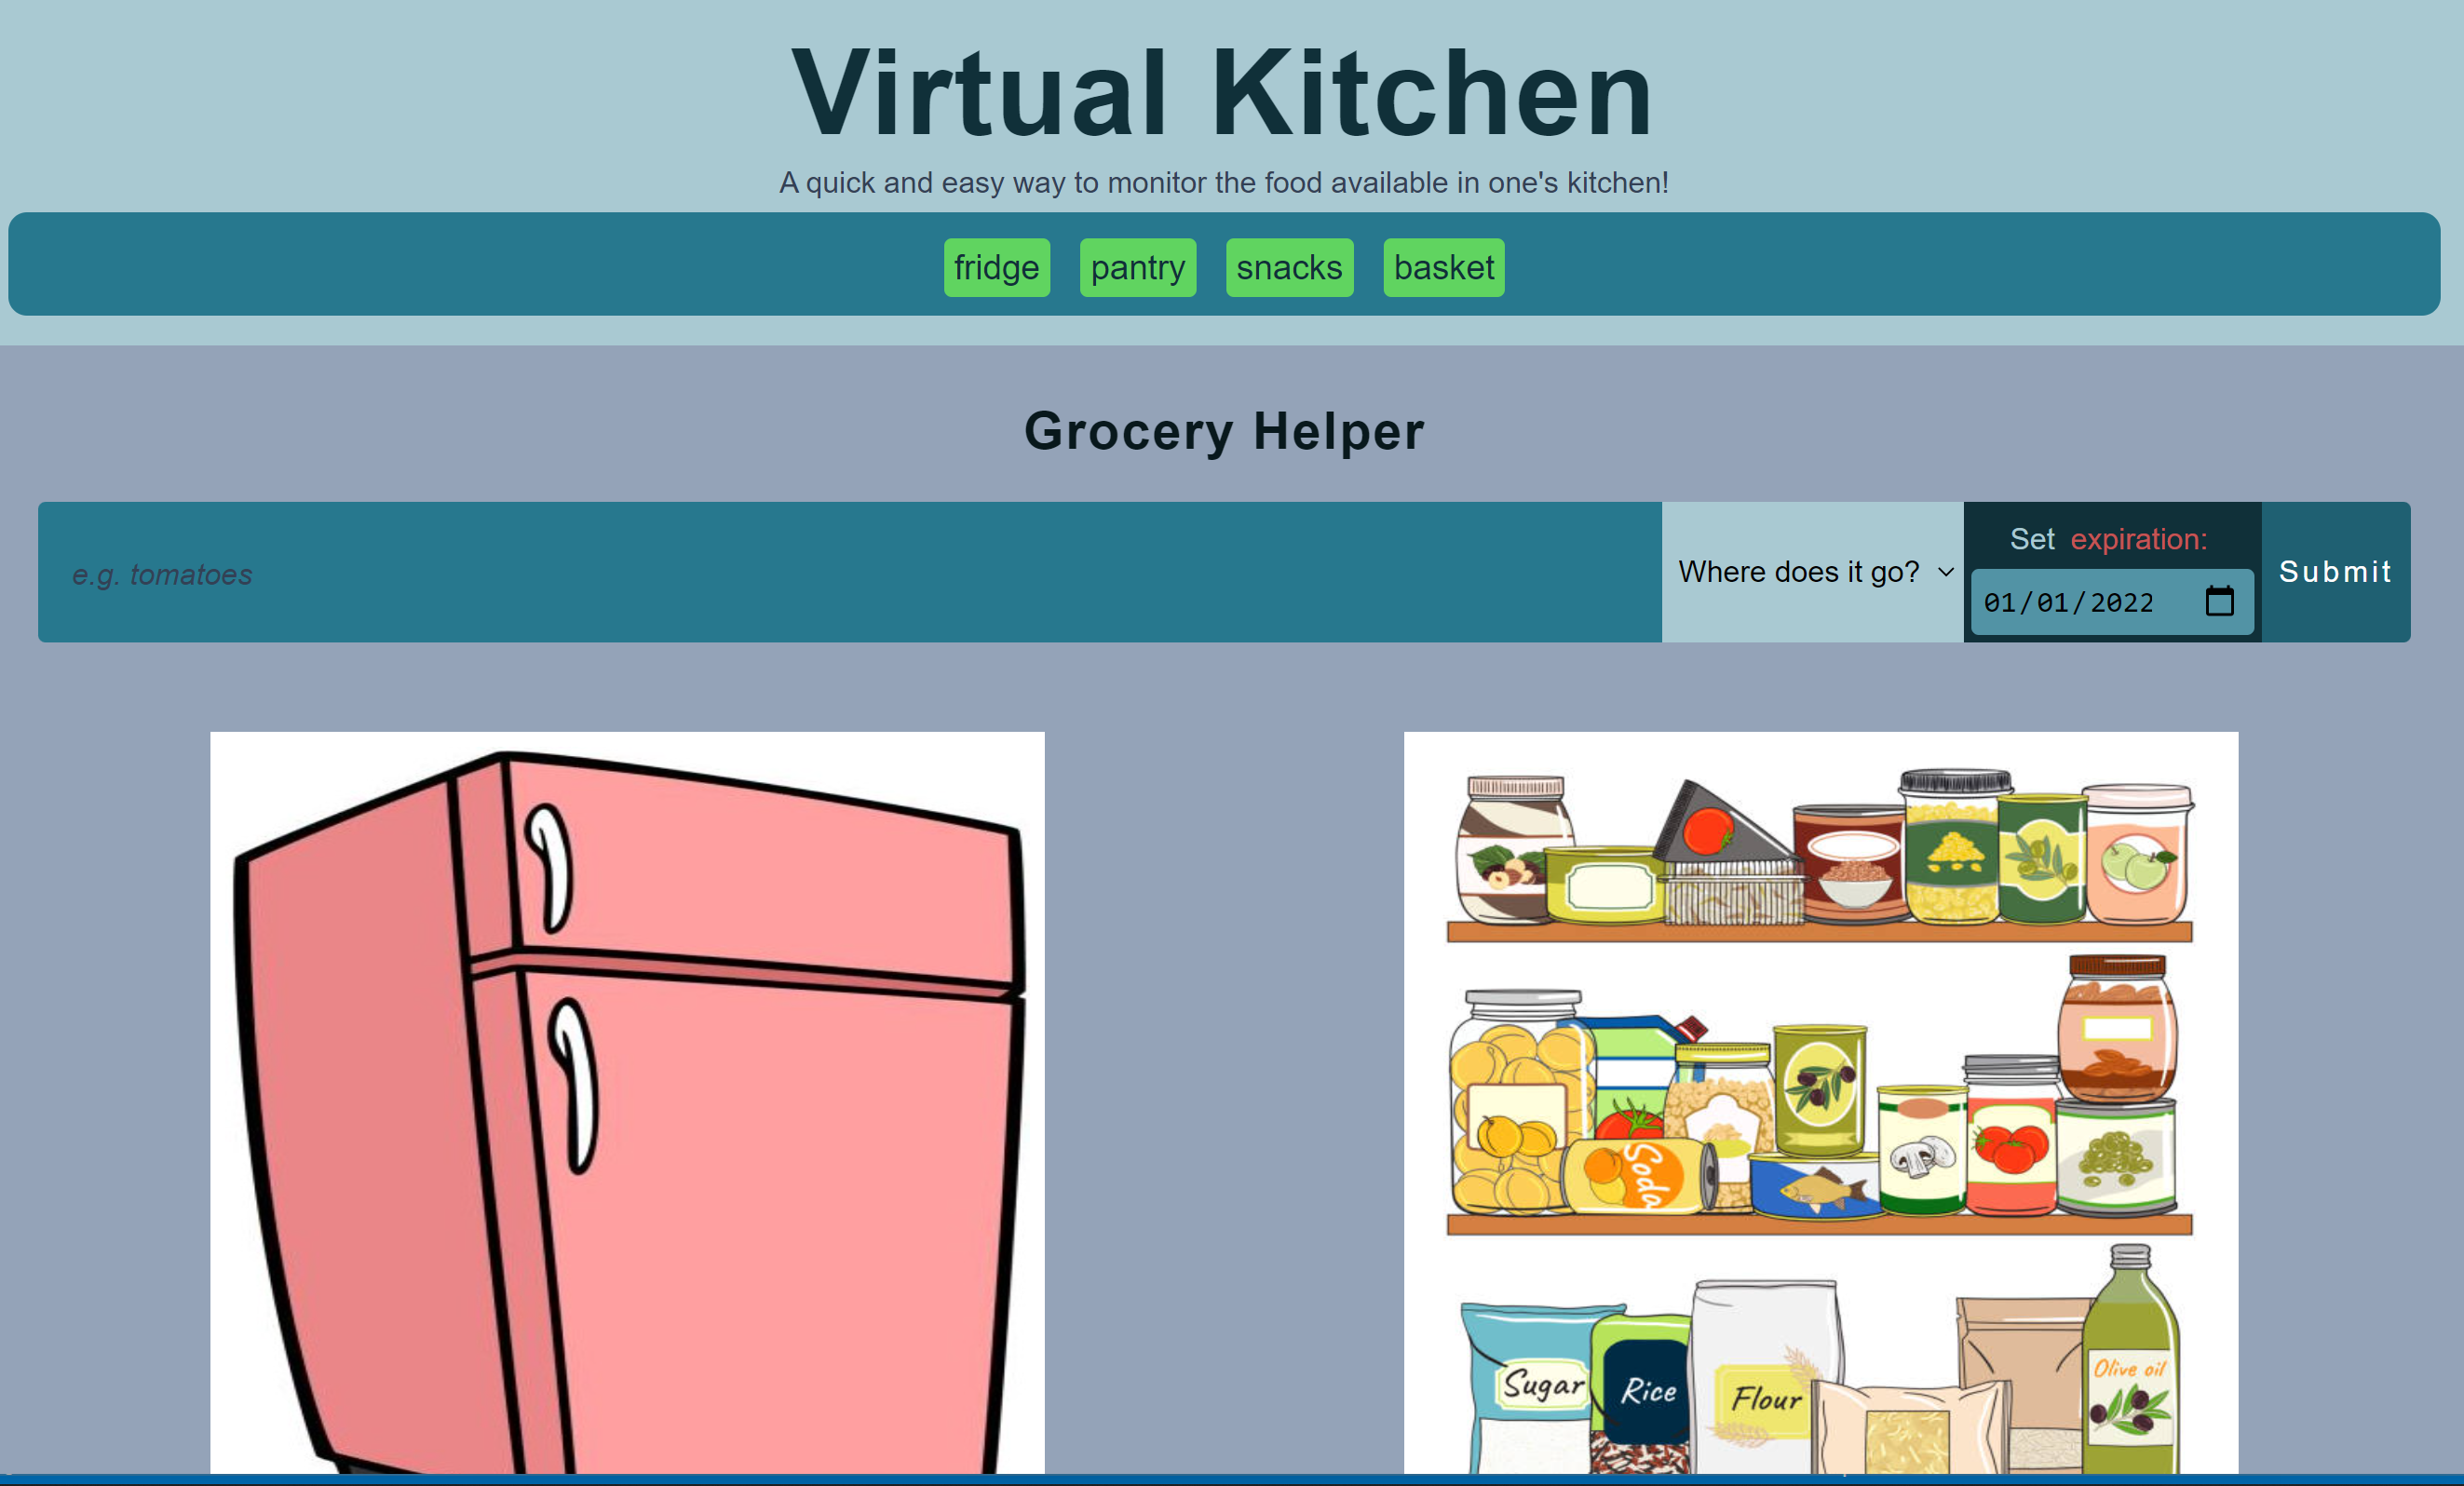 Virtual Kitchen
A quick and easy way to monitor the food available in one's kitchen!
fridge pantry snacks basket
Grocery Helper
e.g. tomatoes
Where does it go?
Set expiration:
01/01/2022
Submit
Soda
Sugar
Rice
Flour
Olive oil